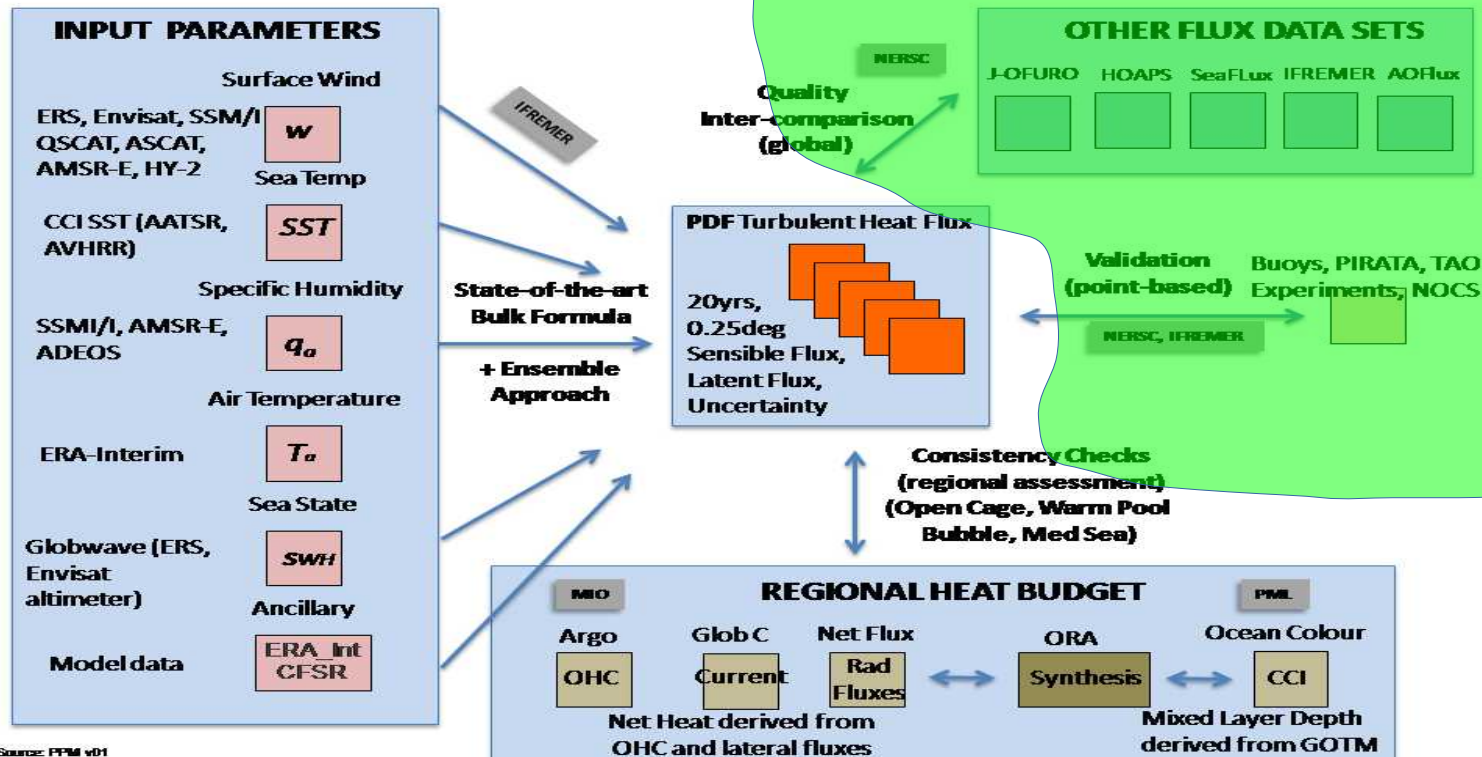 INPUT PARAMETERS
Surface Wind
ERS, Envisat, SSM/I
QSCAT, ASCAT,
AMSR-E, HY-2
w
Sea Temp
CCI SST (AATSR,
AVHRR)
SST
Specific Humidity
SSMI/I, AMSR-E,
ADEOS
qa
Air Temperature
ERA-Interim
Ta
Sea State
Globwave (ERS,
Envisat
altimeter)
SWH
Ancillary
Model data
ERA_Int
CFSR
Source: PPM v01
IFREMER
State-of-the-art
Bulk Formula
+ Ensemble
Approach
PDF Turbulent Heat Flux
20yrs,
0.25deg
Sensible Flux,
Latent Flux,
Uncertainty
NERSC
Quality
Inter-comparison
(global)
OTHER FLUX DATA SETS
J-OFURO HOAPS SeaFLux IFREMER AOFlux
Validation
(point-based)
NERSC, IFREMER
Buoys, PIRATA, TAO
Experiments, NOCS
Consistency Checks
(regional assessment)
(Open Cage, Warm Pool
Bubble, Med Sea)
MIO
REGIONAL HEAT BUDGET
PML
Argo Glob C Net Flux ORA Ocean Colour
OHC
Current
Rad
Fluxes
Synthesis
CCI
Net Heat derived from
OHC and lateral fluxes
Mixed Layer Depth
derived from GOTM